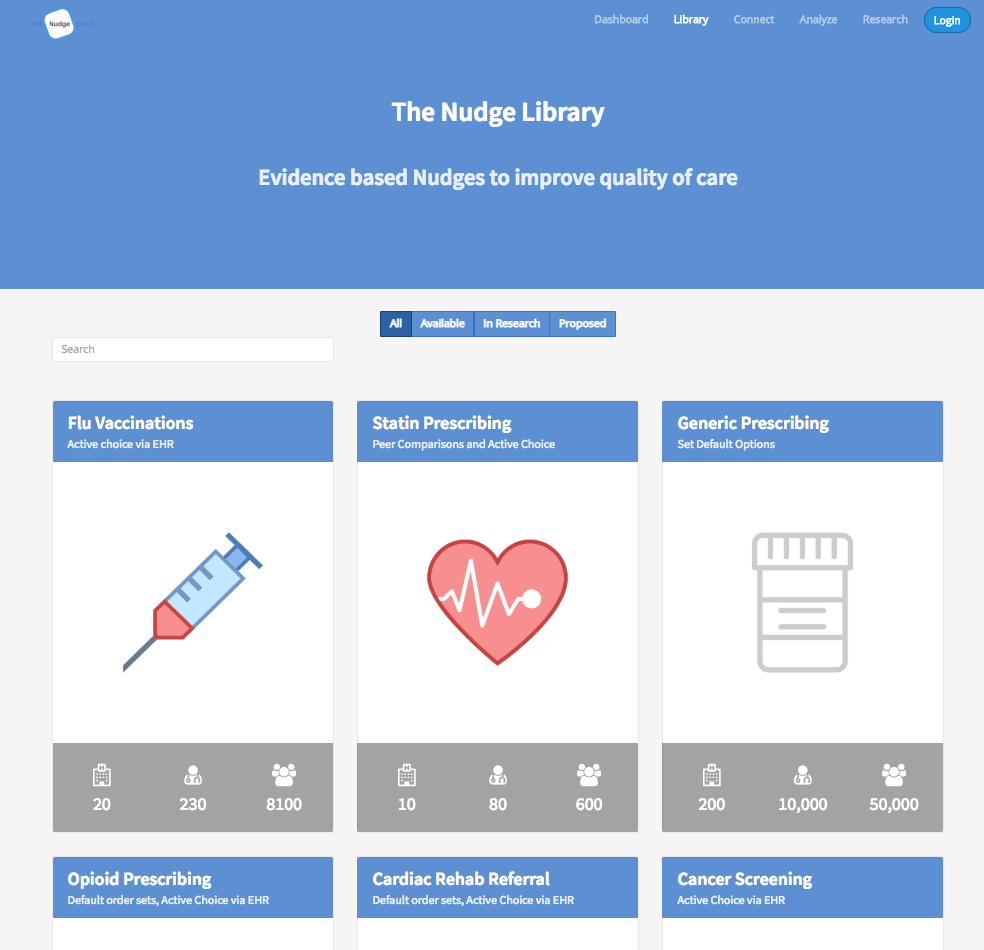 The Nudge
Dashboard Library Connect Analyze Research Login
The Nudge Library
Evidence based Nudges to improve quality of care
All Available In Research Proposed
Search
Flu Vaccinations
Active choice via EHR
H
20 230 8100
Statin Prescribing
Peer Comparisons and Active Choice
H
10 80 600
Generic Prescribing
Set Default Options
H
200 10,000 50,000
Opioid Prescribing
Default order sets, Active Choice via EHR
Cardiac Rehab Referral
Default order sets, Active Choice via EHR
Cancer Screening
Active Choice via EHR